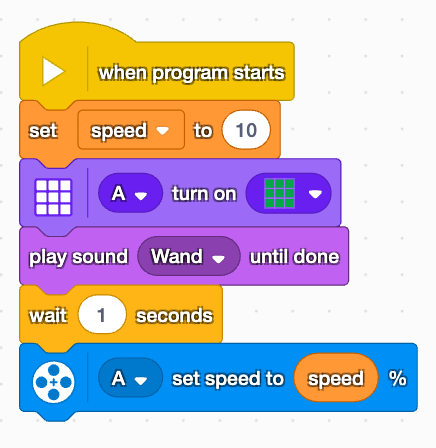 when program starts
set speed to 10
A turn on
play sound Wand until done
wait 1 seconds
A set speed to speed %